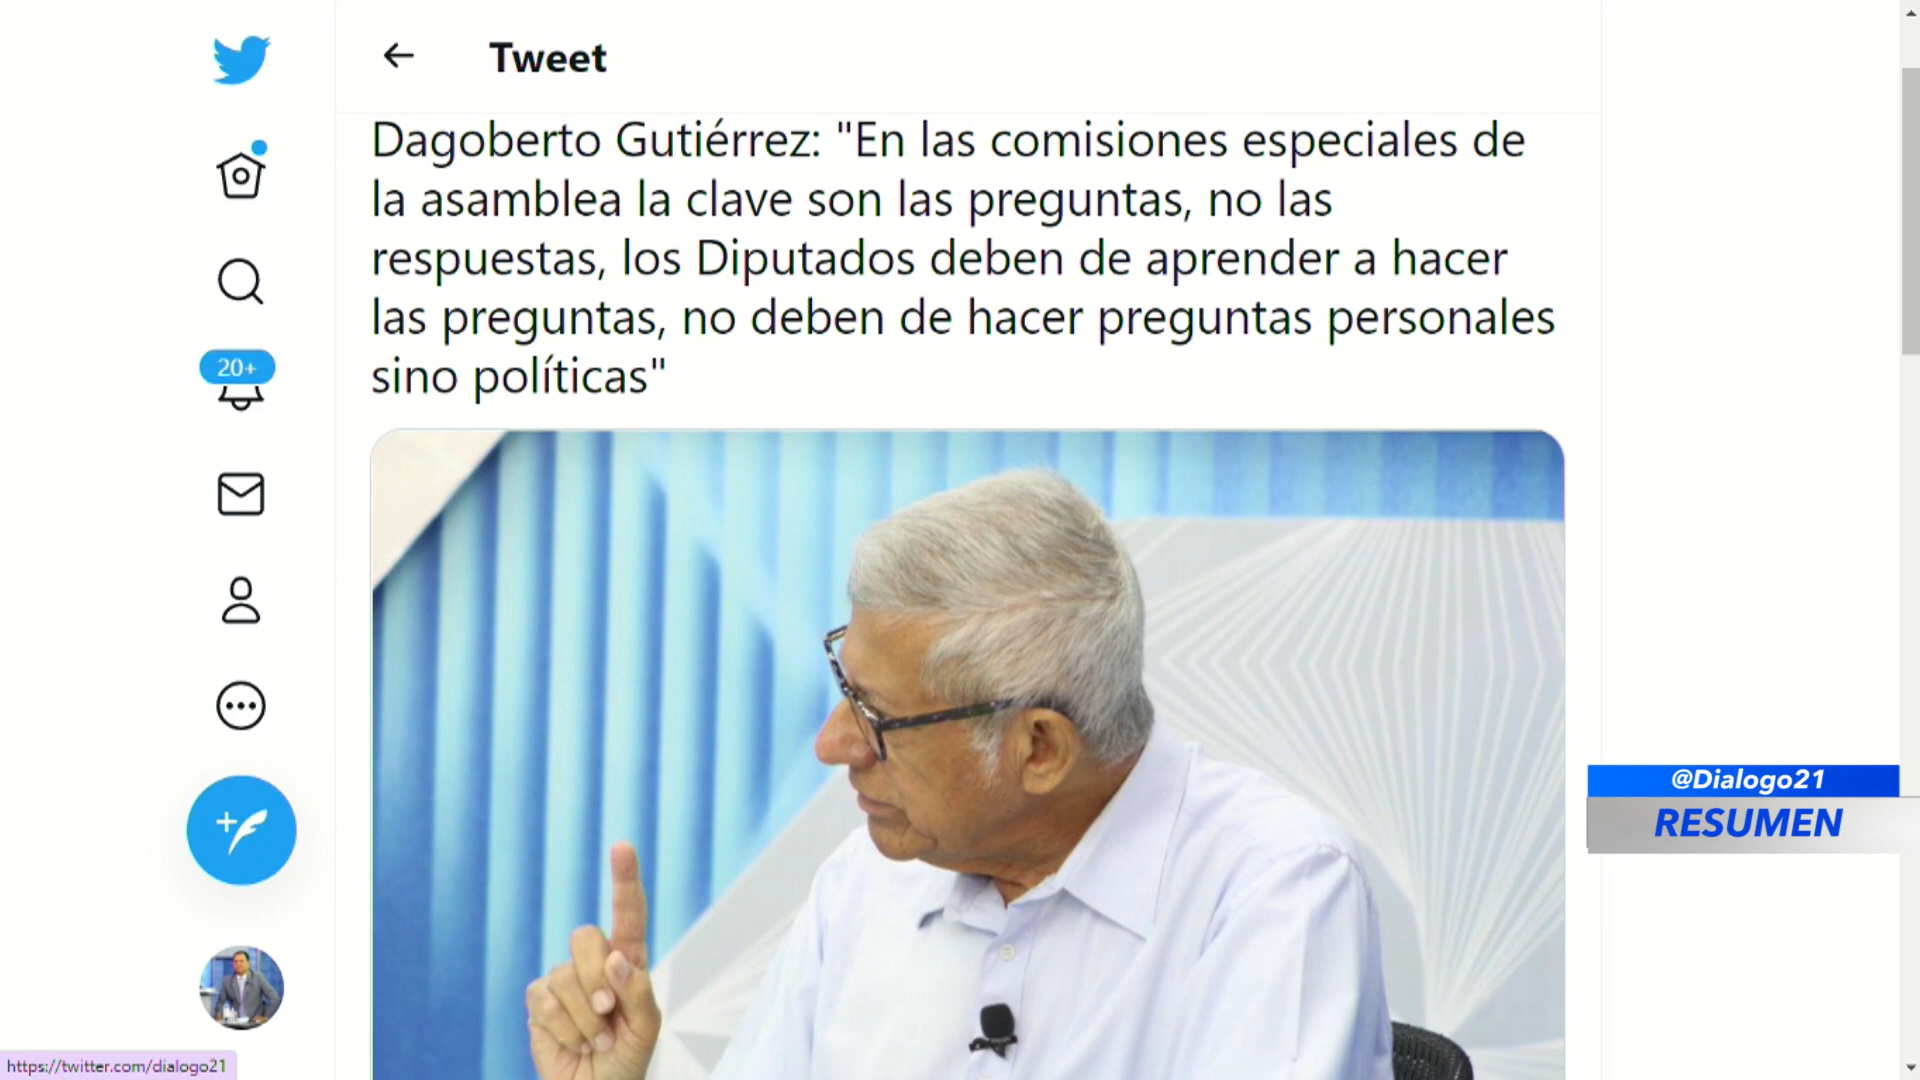 Tweet
Dagoberto Gutiérrez: "En las comisiones especiales de
la asamblea la clave son las preguntas, no las
respuestas, los Diputados deben de aprender a hacer
las preguntas, no deben de hacer preguntas personales
sino políticas"
20+
@Dialogo21
RESUMEN
https://twitter.com/dialogo21